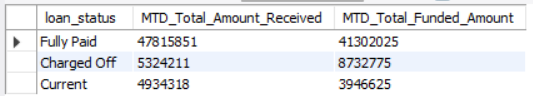 loan_status MTD_Total_Amount_Received MTD_Total_Funded_Amount
Fully Paid 47815851 41302025
Charged Off 5324211 8732775
Current 4934318 3946625